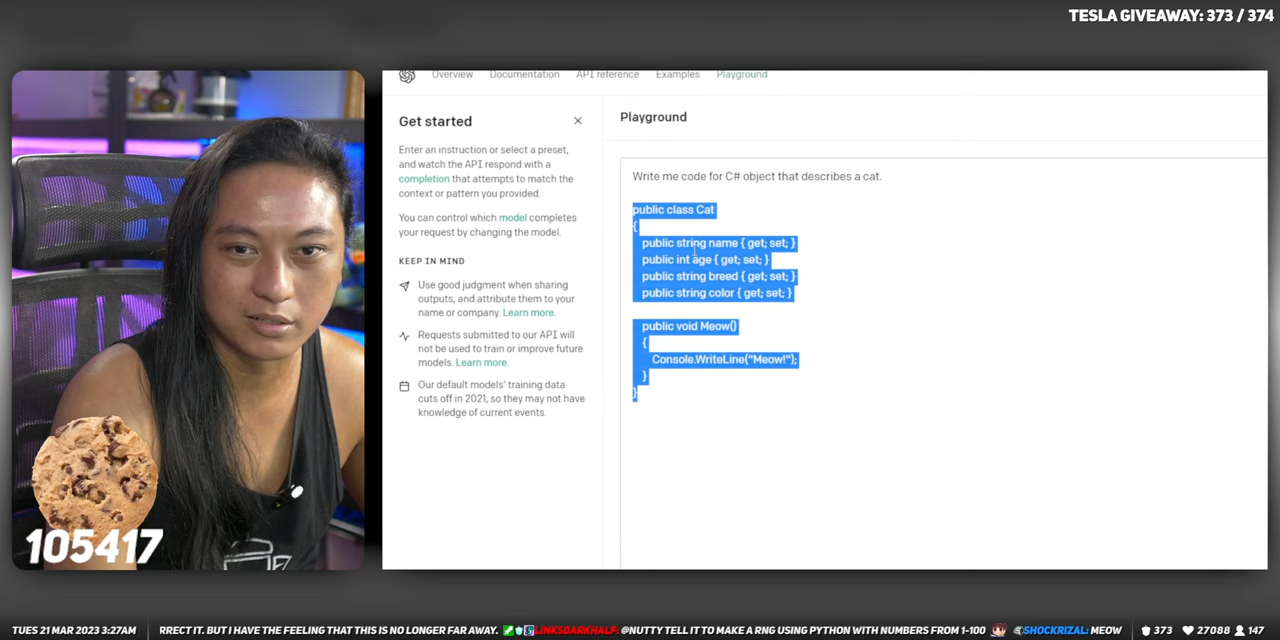 TESLA GIVEAWAY: 373 / 374
Overview Documentation API reference Examples Playground
Get started
Enter an instruction or select a preset,
and watch the API respond with a
completion that attempts to match the
context or pattern you provided.
You can control which model completes
your request by changing the model.
KEEP IN MIND
Use good judgment when sharing
outputs, and attribute them to your
name or company. Learn more.
Requests submitted to our API will
not be used to train or improve future
models. Learn more.
Our default models' training data
cuts off in 2021, so they may not have
knowledge of current events.
Playground
Write me code for C# object that describes a cat.
public class Cat
{
public string name { get; set; }
public int age { get; set; }
public string breed { get; set; }
public string color { get; set; }
public void Meow()
{
Console.WriteLine("Meow!");
}
}
105417
TUES 21 MAR 2023 3:27AM RRECT IT. BUT I HAVE THE FEELING THAT THIS IS NO LONGER FAR AWAY. LINKSDARKHALF: @NUTTY TELL IT TO MAKE A RNG USING PYTHON WITH NUMBERS FROM 1-100 SHOCKRIZAL: MEOW 373 27088 147